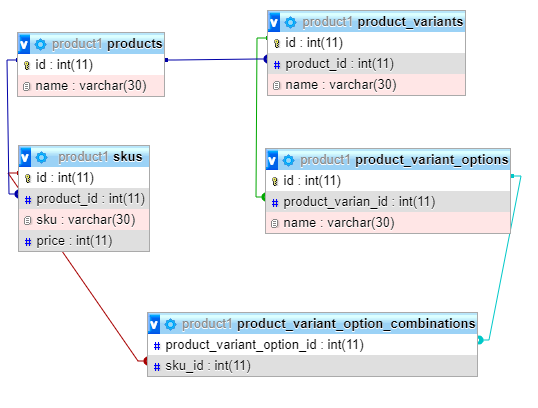 v product1 products
id : int(11)
name : varchar(30)
v product1 product_variants
id : int(11)
# product_id : int(11)
name : varchar(30)
v product1 skus
id : int(11)
# product_id : int(11)
sku : varchar(30)
# price : int(11)
v product1 product_variant_options
id : int(11)
# product_varian_id : int(11)
name : varchar(30)
v product1 product_variant_option_combinations
# product_variant_option_id : int(11)
# sku_id : int(11)